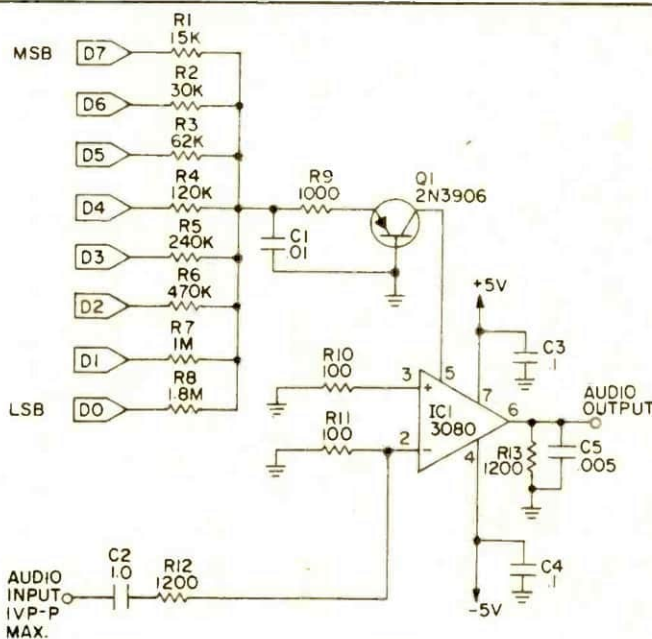 MSB
D7
R1
15K
D6
R2
30K
D5
R3
62K
D4
R4
120K
D3
R5
240K
D2
R6
470K
D1
R7
1M
LSB
D0
R8
1.8M
R9
1000
C1
.01
Q1
2N3906
+5V
C3
.1
R10
100
R11
100
3
+
5
7
IC1
3080
6
2
-
4
AUDIO
OUTPUT
R13
1200
C5
.005
C4
.1
-5V
C2
1.0
R12
1200
AUDIO
INPUT
1VP-P
MAX.